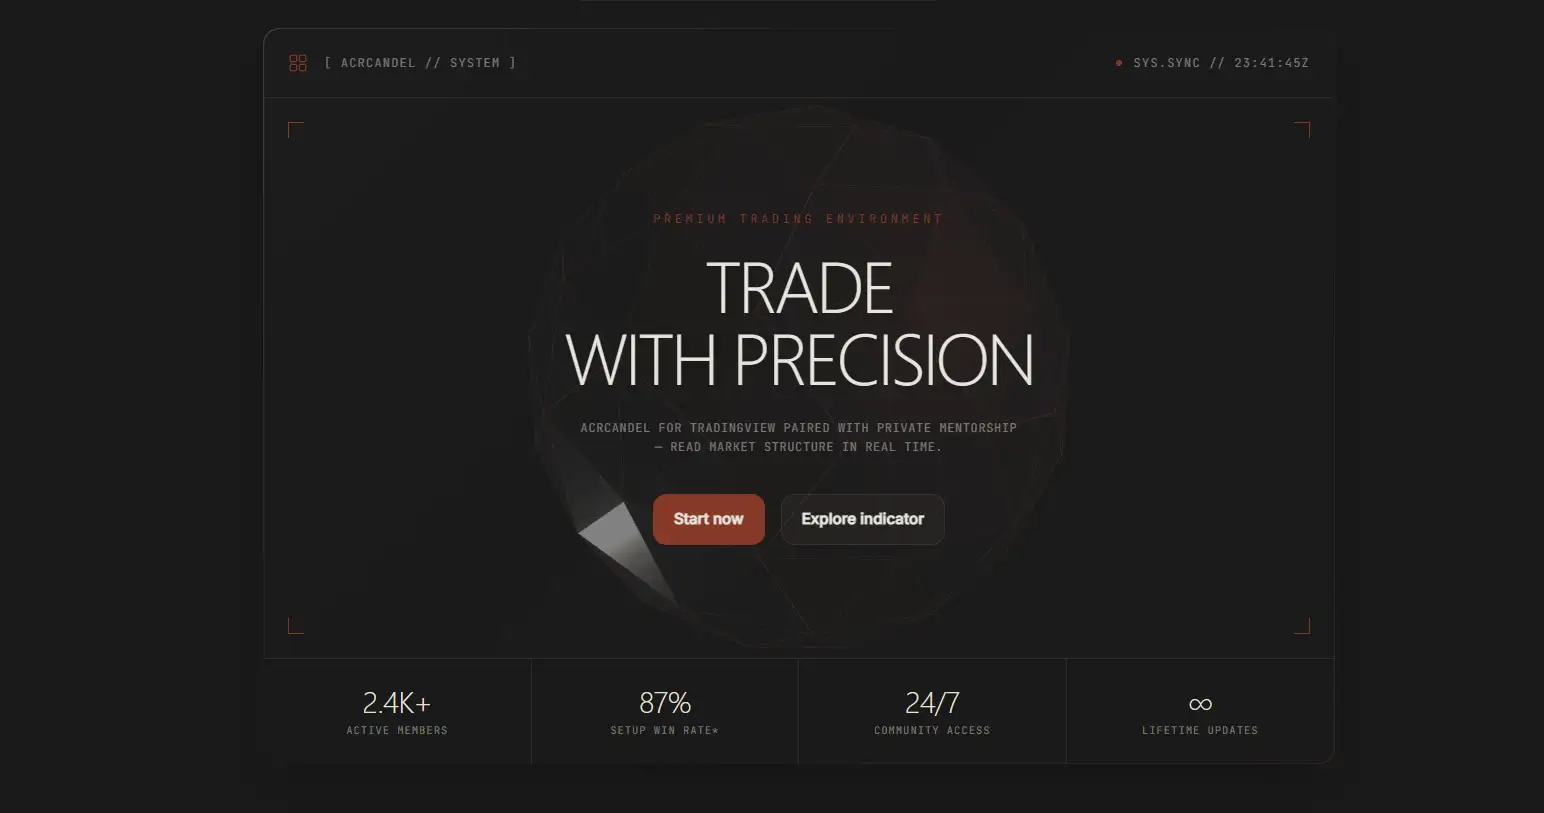 [ ACRCANDEL // SYSTEM ]
SYS.SYNC // 23:41:45Z
PREMIUM TRADING ENVIRONMENT
TRADE
WITH PRECISION
ACRCANDEL FOR TRADINGVIEW PAIRED WITH PRIVATE MENTORSHIP
— READ MARKET STRUCTURE IN REAL TIME.
Start now
Explore indicator
2.4K+
ACTIVE MEMBERS
87%
SETUP WIN RATE*
24/7
COMMUNITY ACCESS
∞
LIFETIME UPDATES